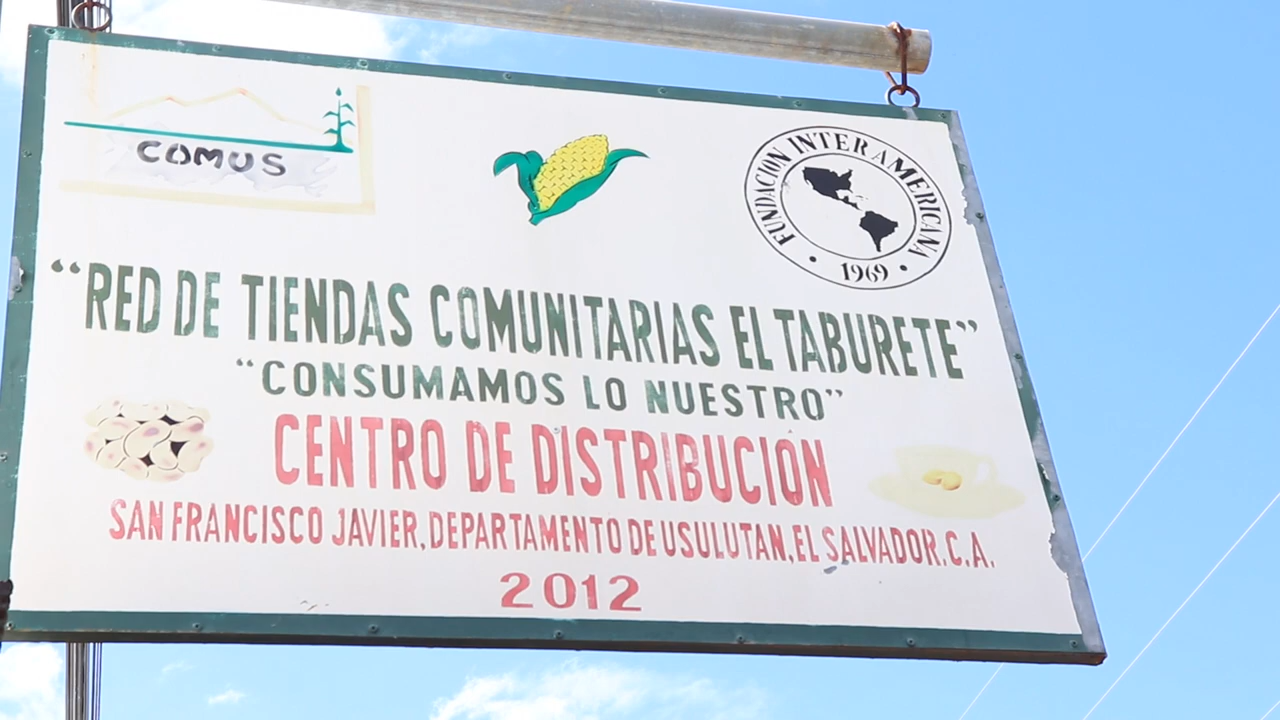 COMUS
FUNDACION INTERAMERICANA
• 1969 •
“RED DE TIENDAS COMUNITARIAS EL TABURETE”
“CONSUMAMOS LO NUESTRO”
CENTRO DE DISTRIBUCIÓN
SAN FRANCISCO JAVIER, DEPARTAMENTO DE USULUTAN, EL SALVADOR. C.A.
2012